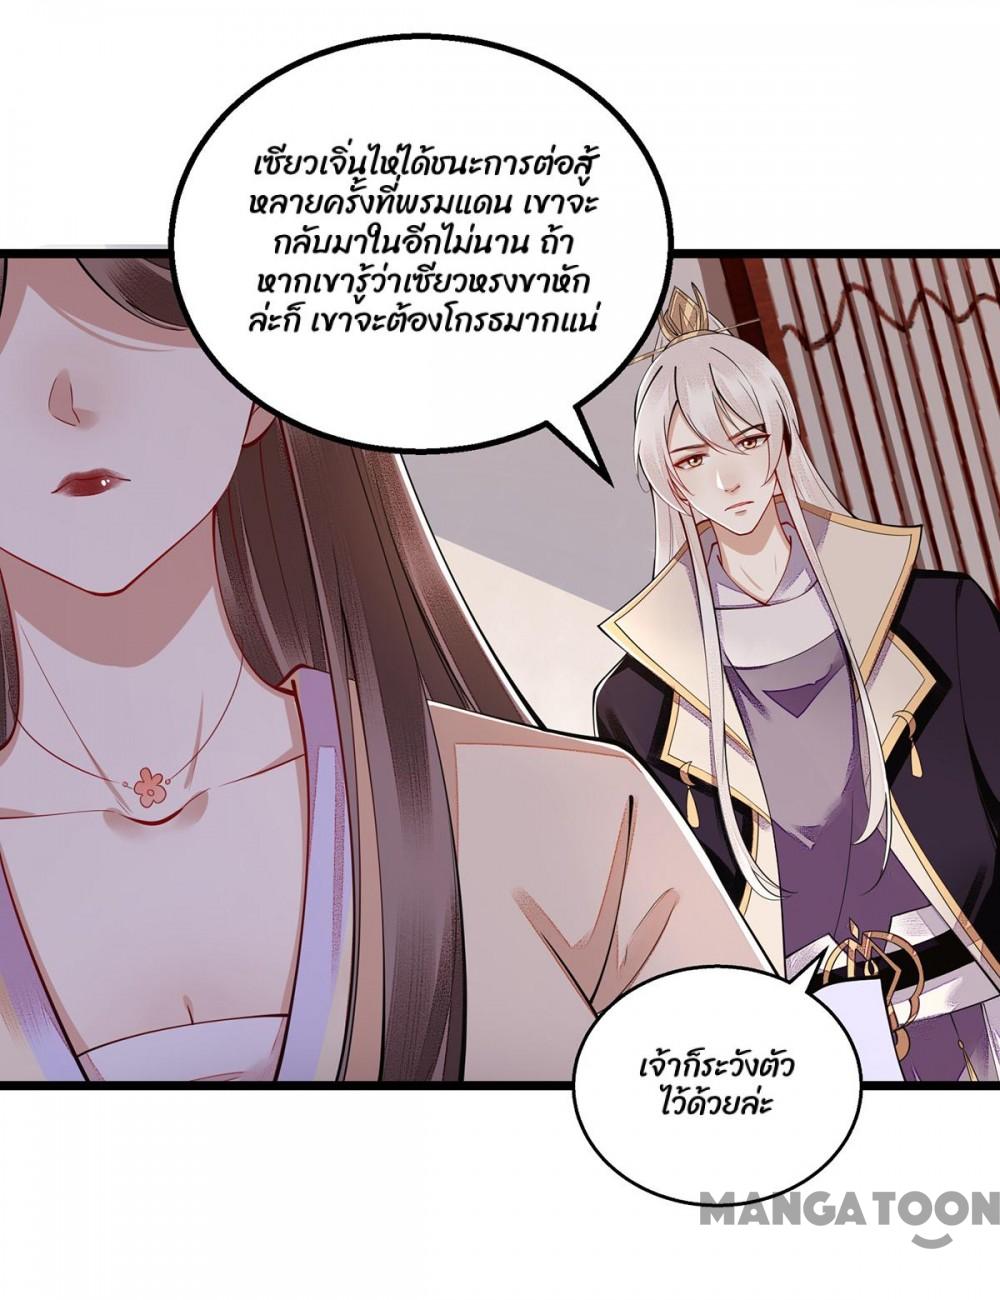 เซียวเจิ่นไห่ได้ชนะการต่อสู้
หลายครั้งที่พรมแดน เขาจะ
กลับมาในอีกไม่นาน ถ้า
หากเขารู้ว่าเซียวหรงขาหัก
ล่ะก็ เขาจะต้องโกรธมากแน่
เจ้าก็ระวังตัว
ไว้ด้วยล่ะ
MANGATOON